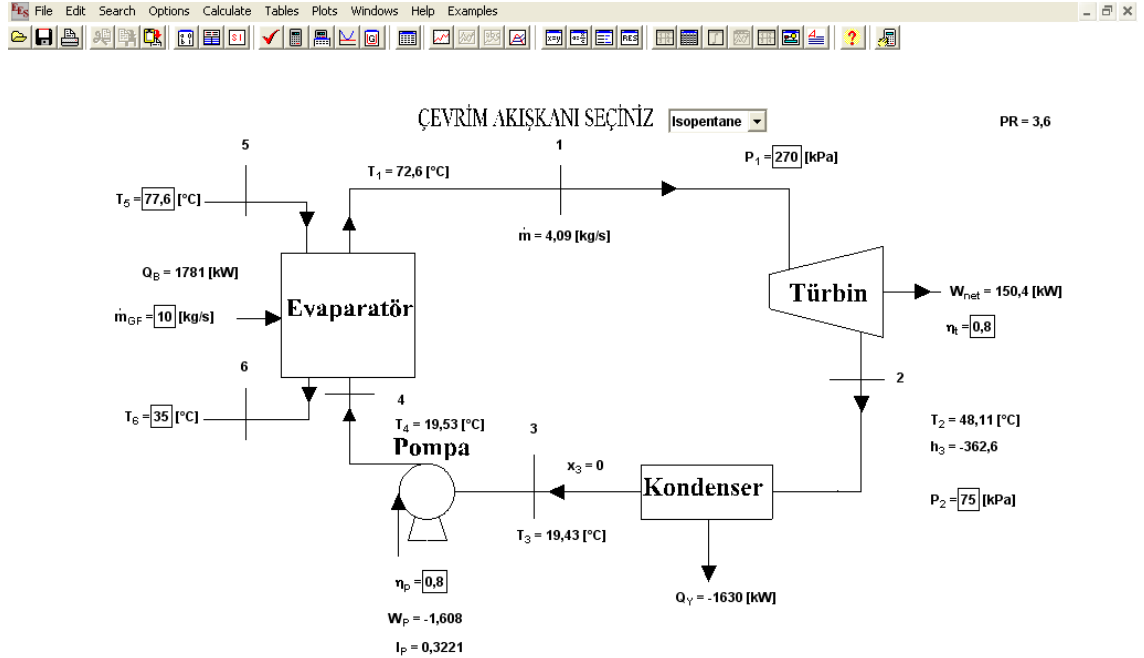 EES File Edit Search Options Calculate Tables Plots Windows Help Examples
ÇEVRİM AKIŞKANI SEÇİNİZ Isopentane
PR = 3,6
5
1
P1 = 270 [kPa]
T1 = 72,6 [°C]
T5 = 77,6 [°C]
ṁ = 4,09 [kg/s]
QB = 1781 [kW]
Evaparatör
Türbin
Wnet = 150,4 [kW]
ṁGF = 10 [kg/s]
ηt = 0,8
6
2
4
T6 = 35 [°C]
T4 = 19,53 [°C]
3
T2 = 48,11 [°C]
Pompa
h3 = -362,6
x3 = 0
Kondenser
P2 = 75 [kPa]
T3 = 19,43 [°C]
ηp = 0,8
QY = -1630 [kW]
WP = -1,608
IP = 0,3221